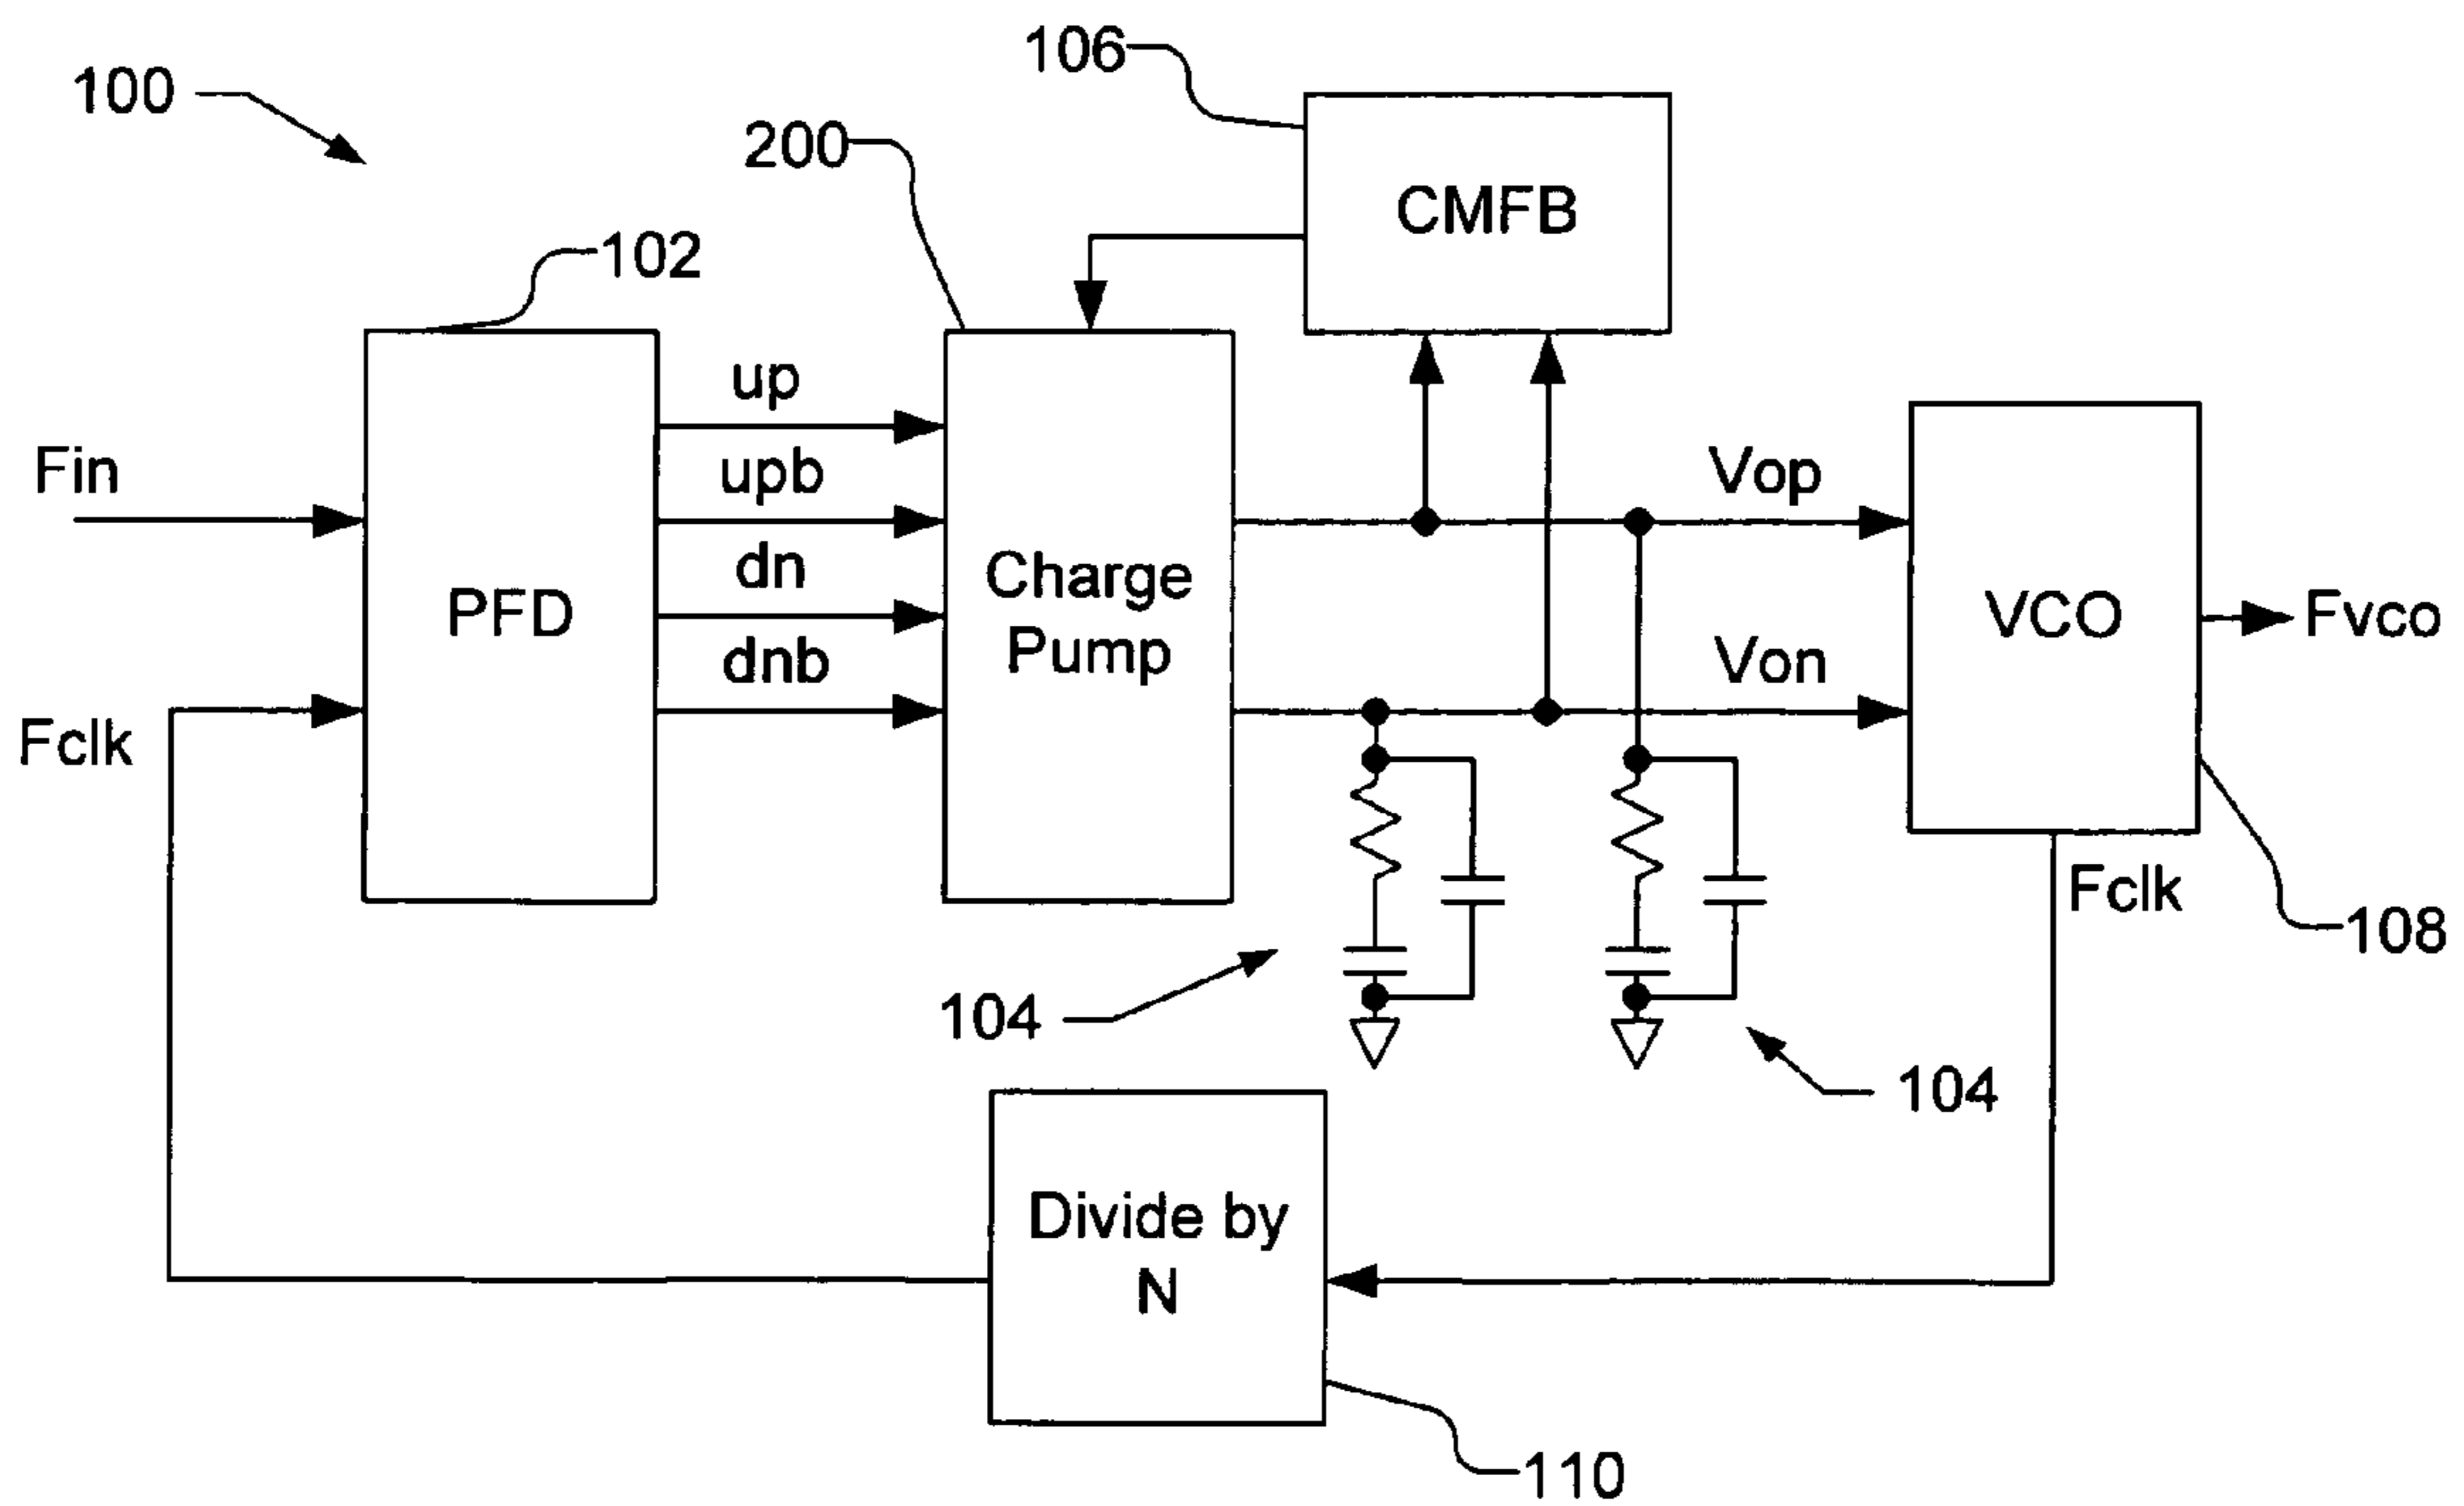 106
100
200
CMFB
102
up
Fin
upb
Vop
dn
Charge
Pump
PFD
VCO
Fvco
dnb
Von
Fclk
Fclk
108
104
104
Divide by
N
110